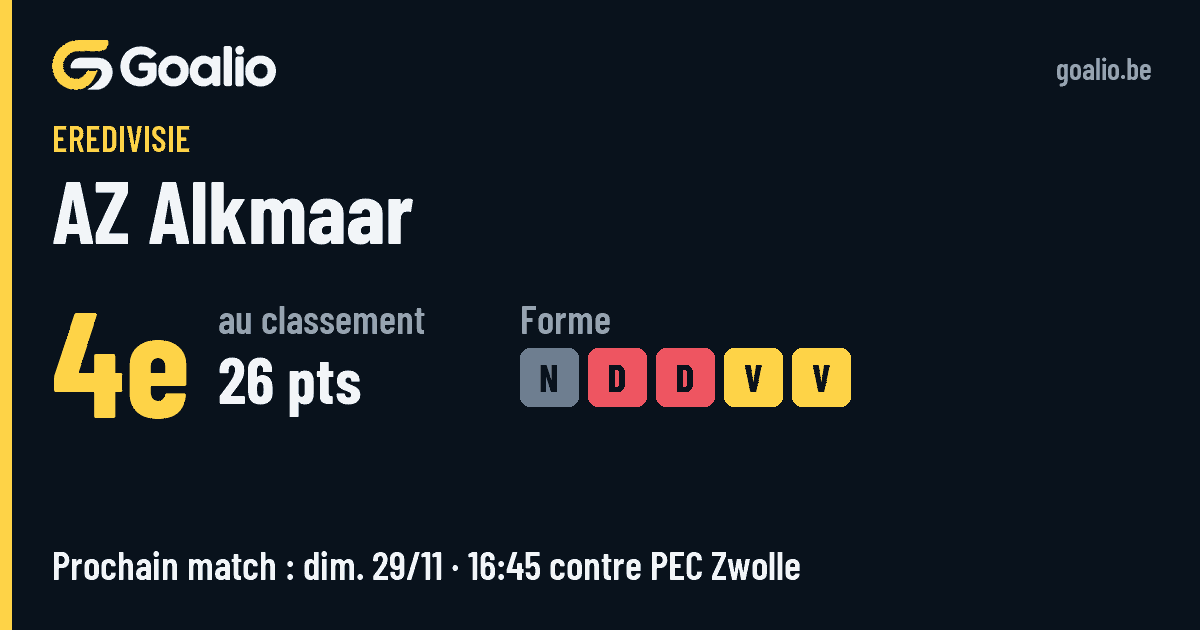 Goalio
goalio.be
EREDIVISIE
AZ Alkmaar
4e
au classement
26 pts
Forme
N D D V V
Prochain match : dim. 29/11 · 16:45 contre PEC Zwolle